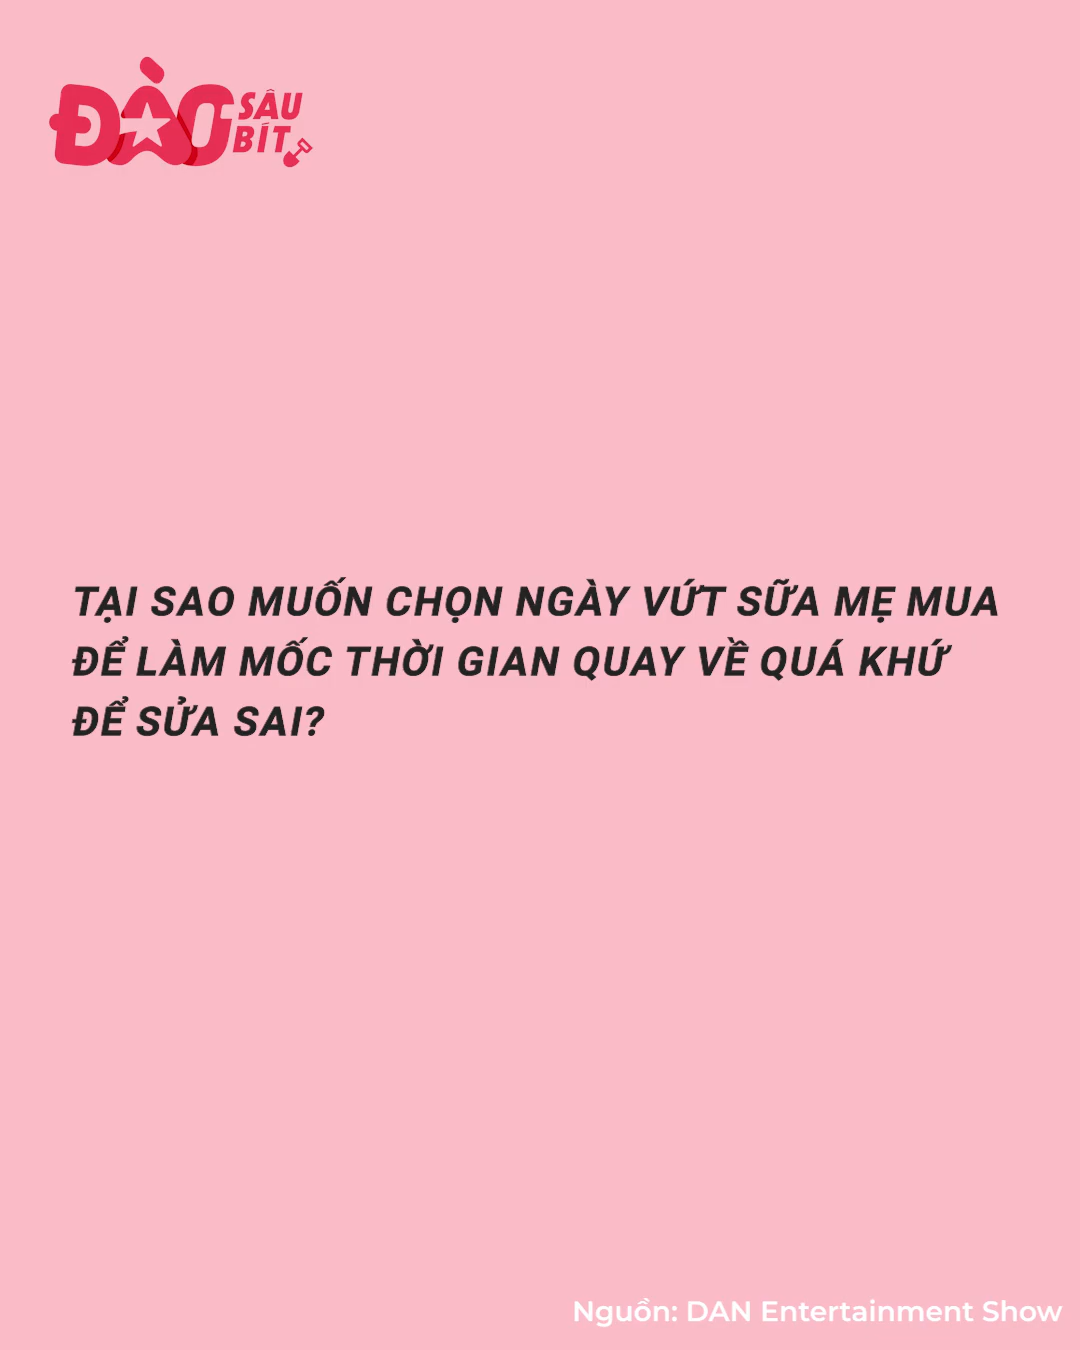 ĐÀO SÂU
BÍT
TẠI SAO MUỐN CHỌN NGÀY VỨT SỮA MẸ MUA
ĐỂ LÀM MỐC THỜI GIAN QUAY VỀ QUÁ KHỨ
ĐỂ SỬA SAI?
Nguồn: DAN Entertainment Show